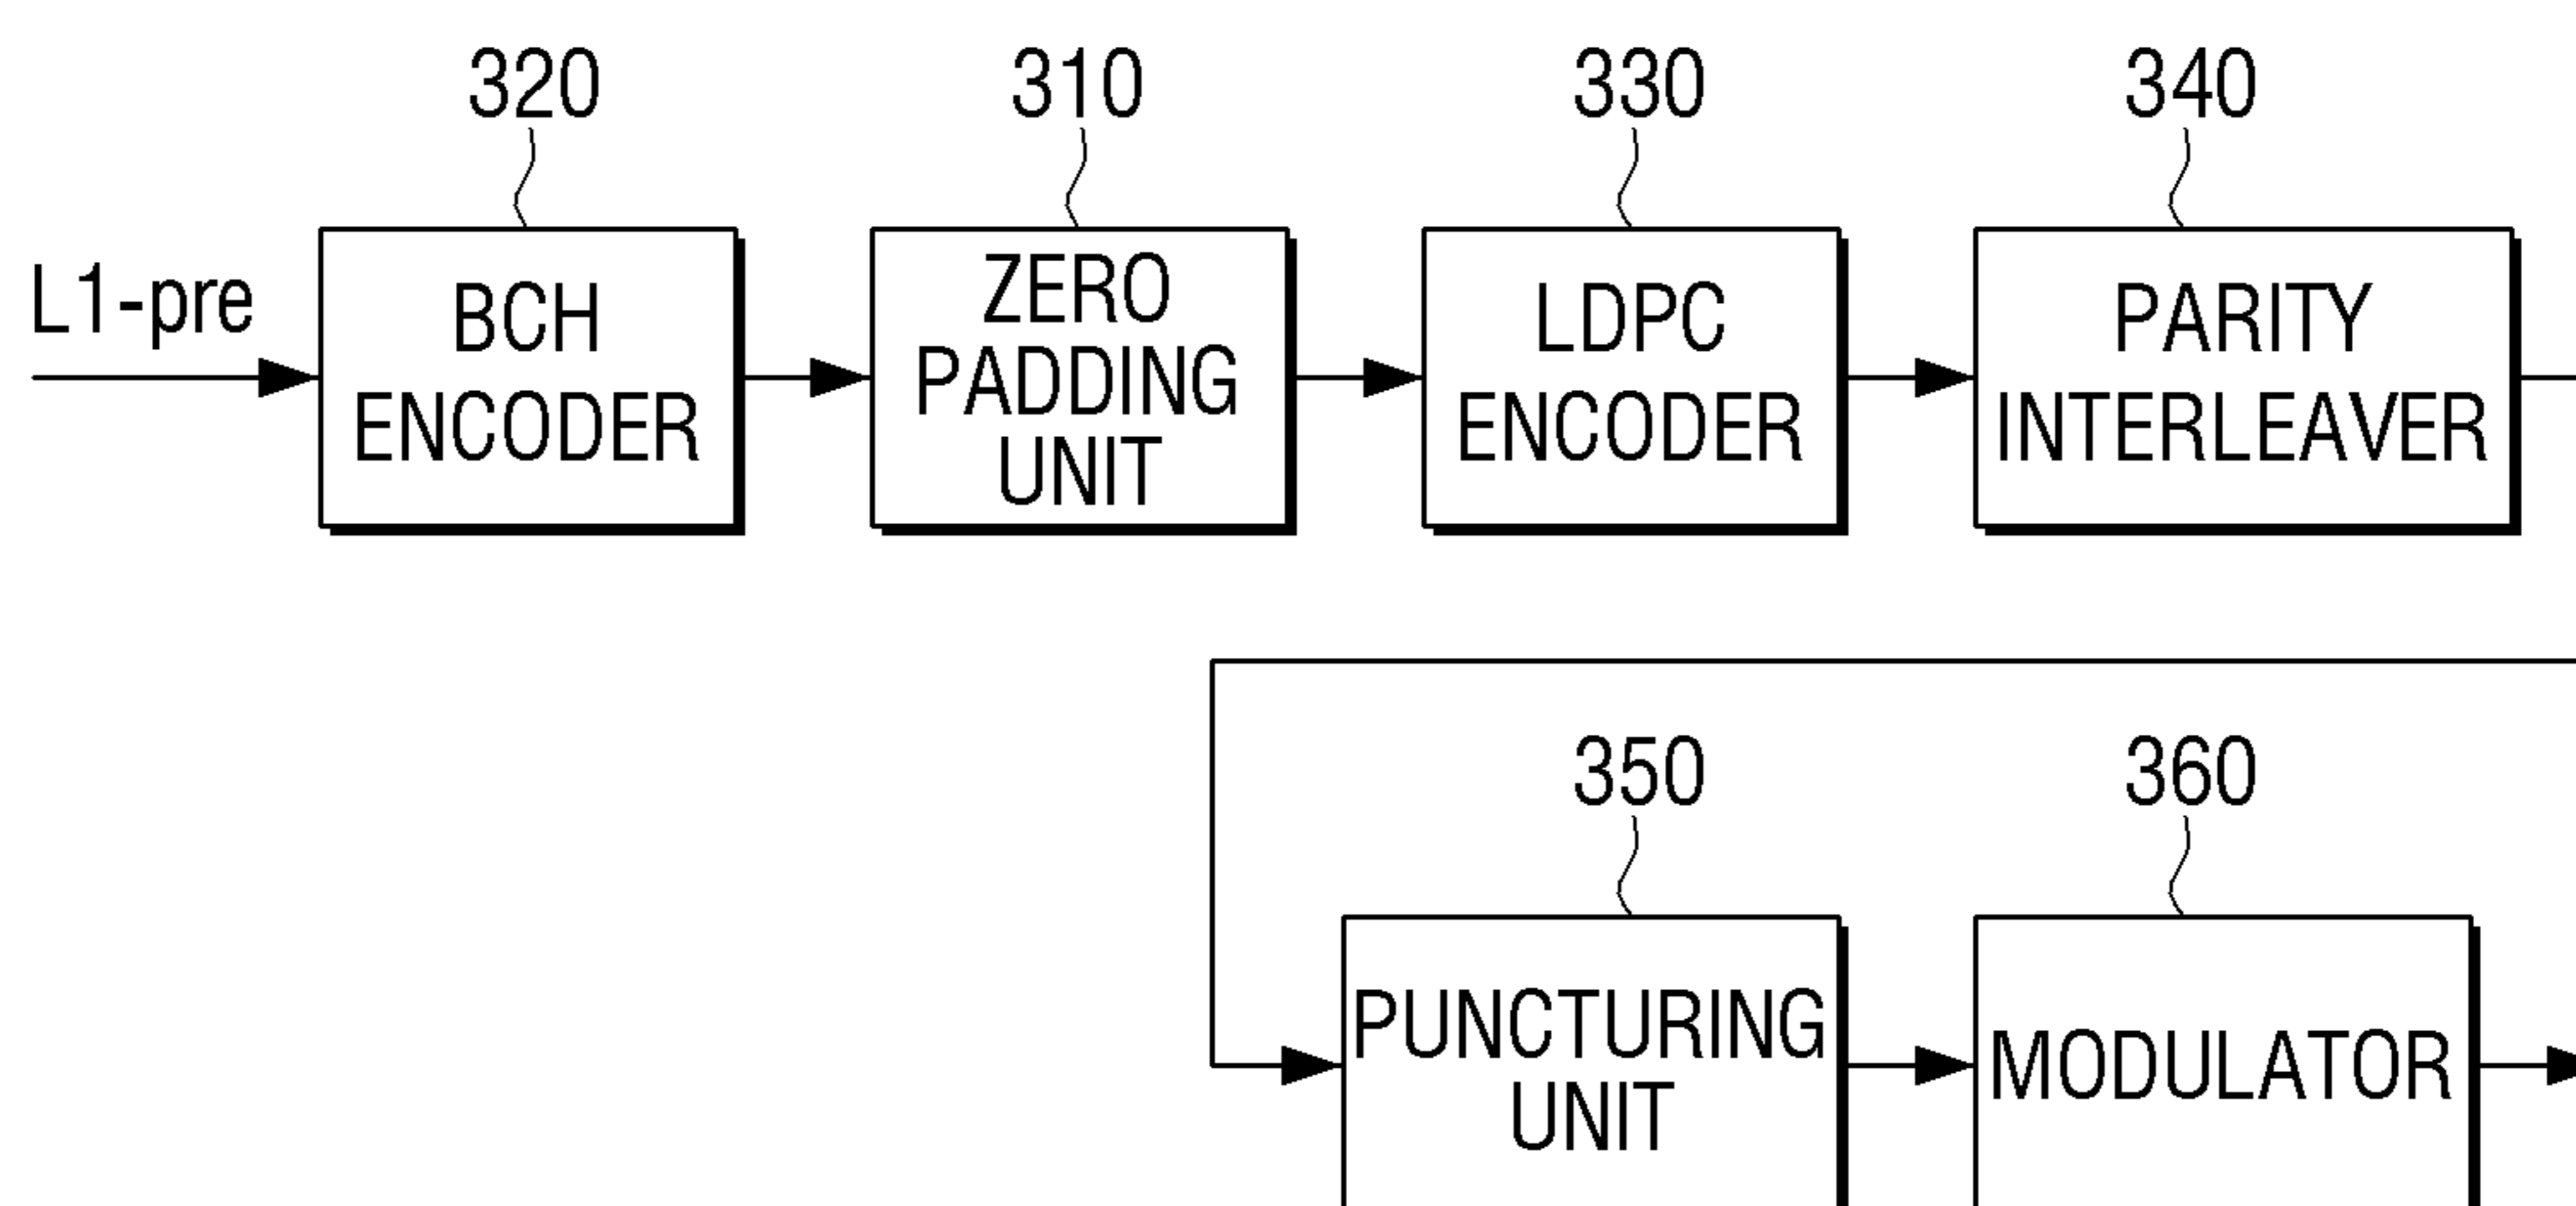 320
310
330
340
L1-pre
BCH
ENCODER
ZERO
PADDING
UNIT
LDPC
ENCODER
PARITY
INTERLEAVER
350
360
PUNCTURING
UNIT
MODULATOR